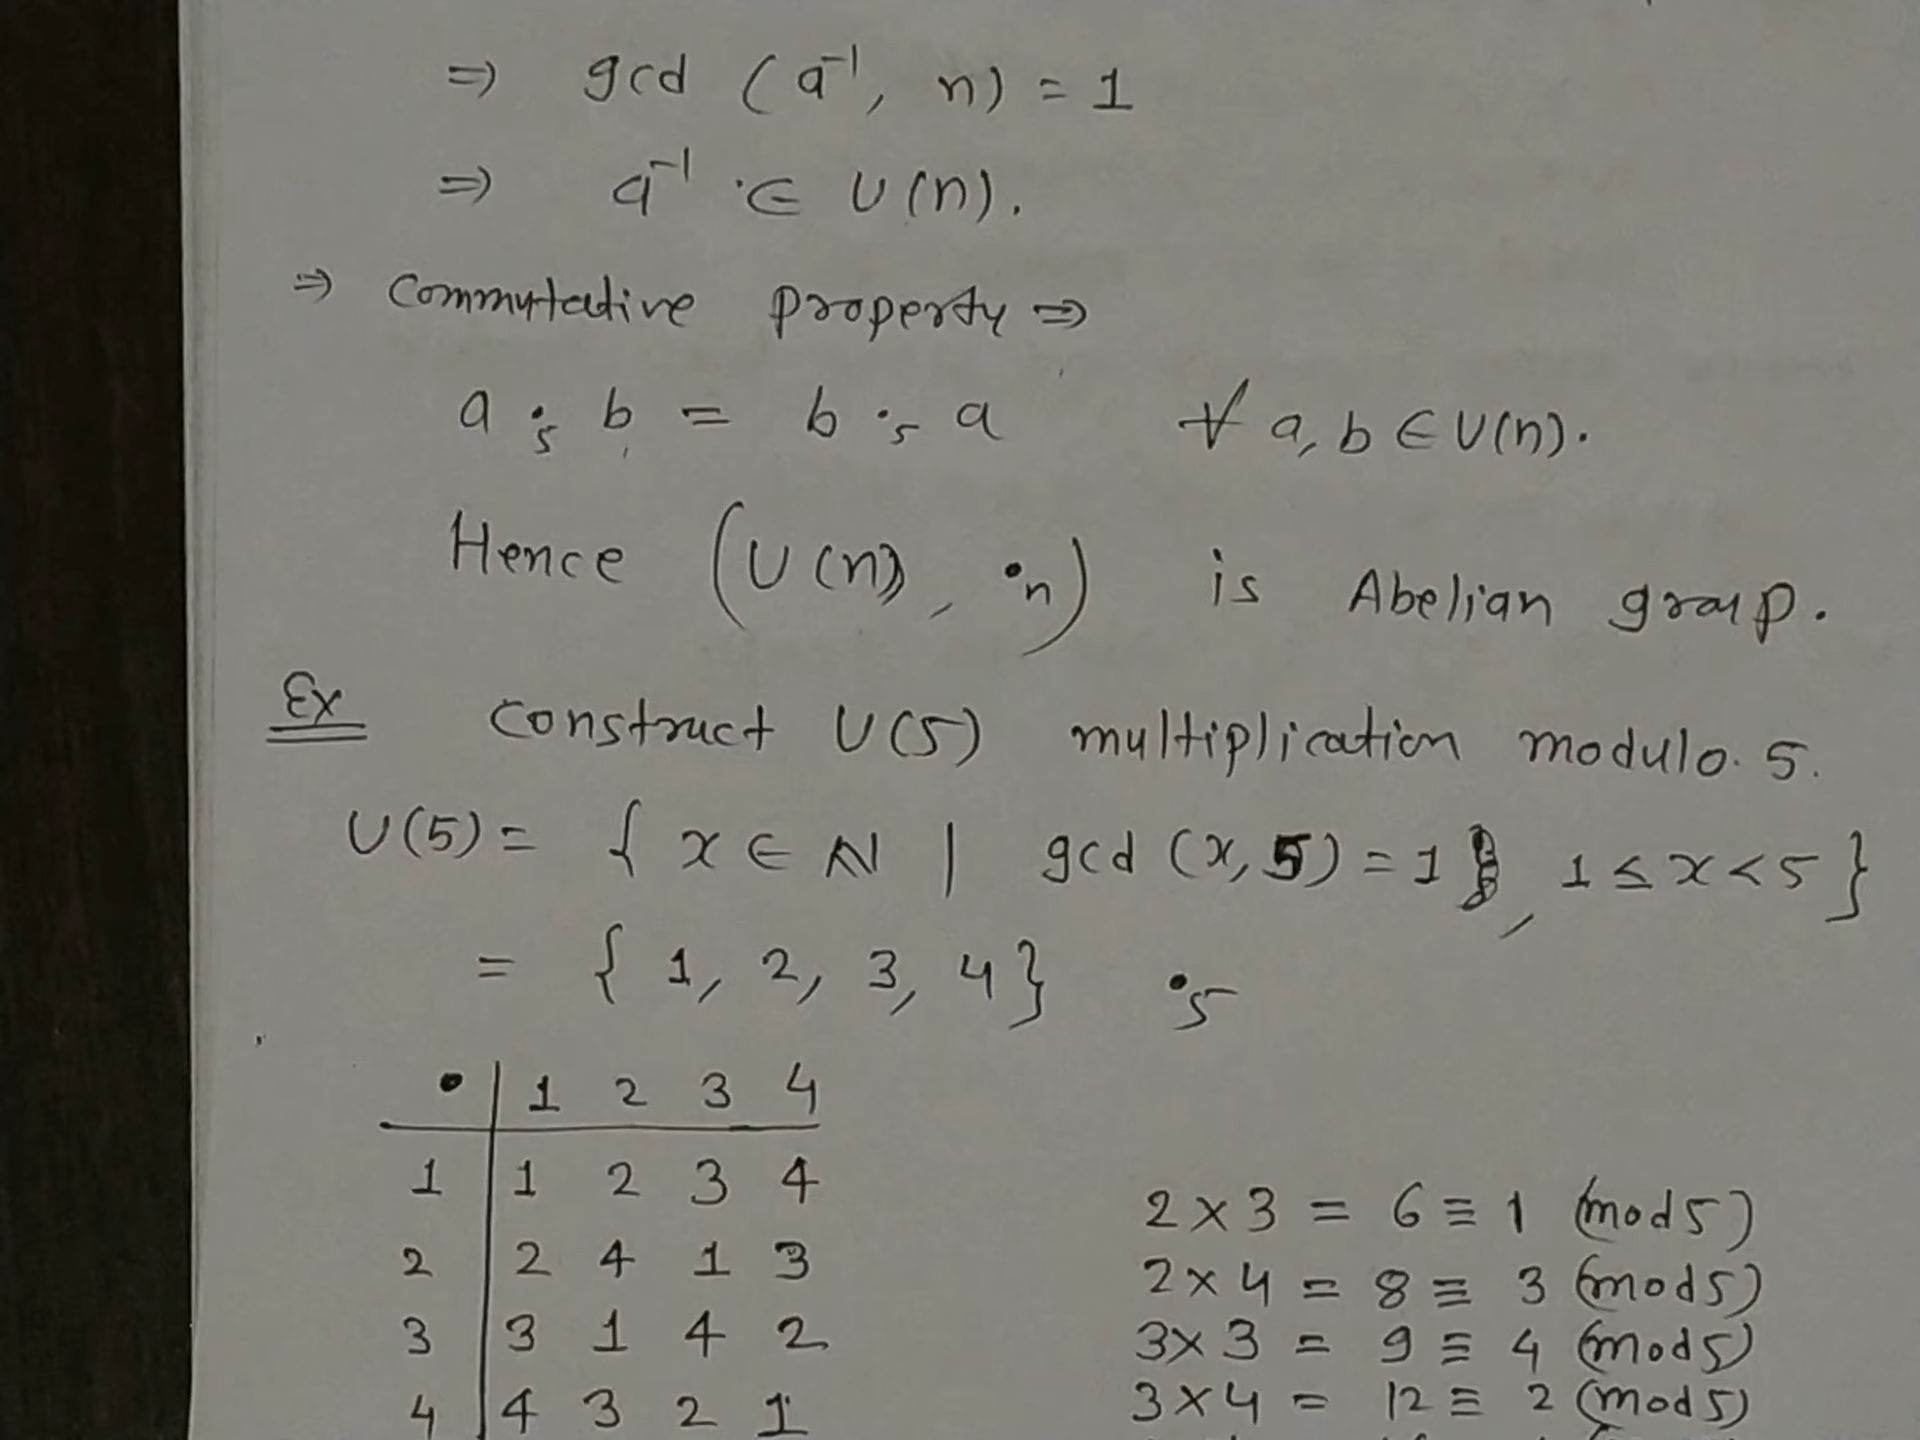 ⇒ gcd (a⁻¹, n) = 1
⇒ a⁻¹ ∈ U(n).
⇒ Commutative property ⇒
a ·₅ b = b ·₅ a ∀ a, b ∈ U(n).
Hence (U(n), ·n) is Abelian group.
Ex construct U(5) multiplication modulo. 5.
U(5) = { x ∈ N | gcd (x, 5) = 1, 1 ≤ x < 5 }
= { 1, 2, 3, 4 } ·₅
• | 1 2 3 4
1 | 1 2 3 4
2 | 2 4 1 3
3 | 3 1 4 2
4 | 4 3 2 1
2 × 3 = 6 ≡ 1 (mod 5)
2 × 4 = 8 ≡ 3 (mod 5)
3 × 3 = 9 ≡ 4 (mod 5)
3 × 4 = 12 ≡ 2 (mod 5)